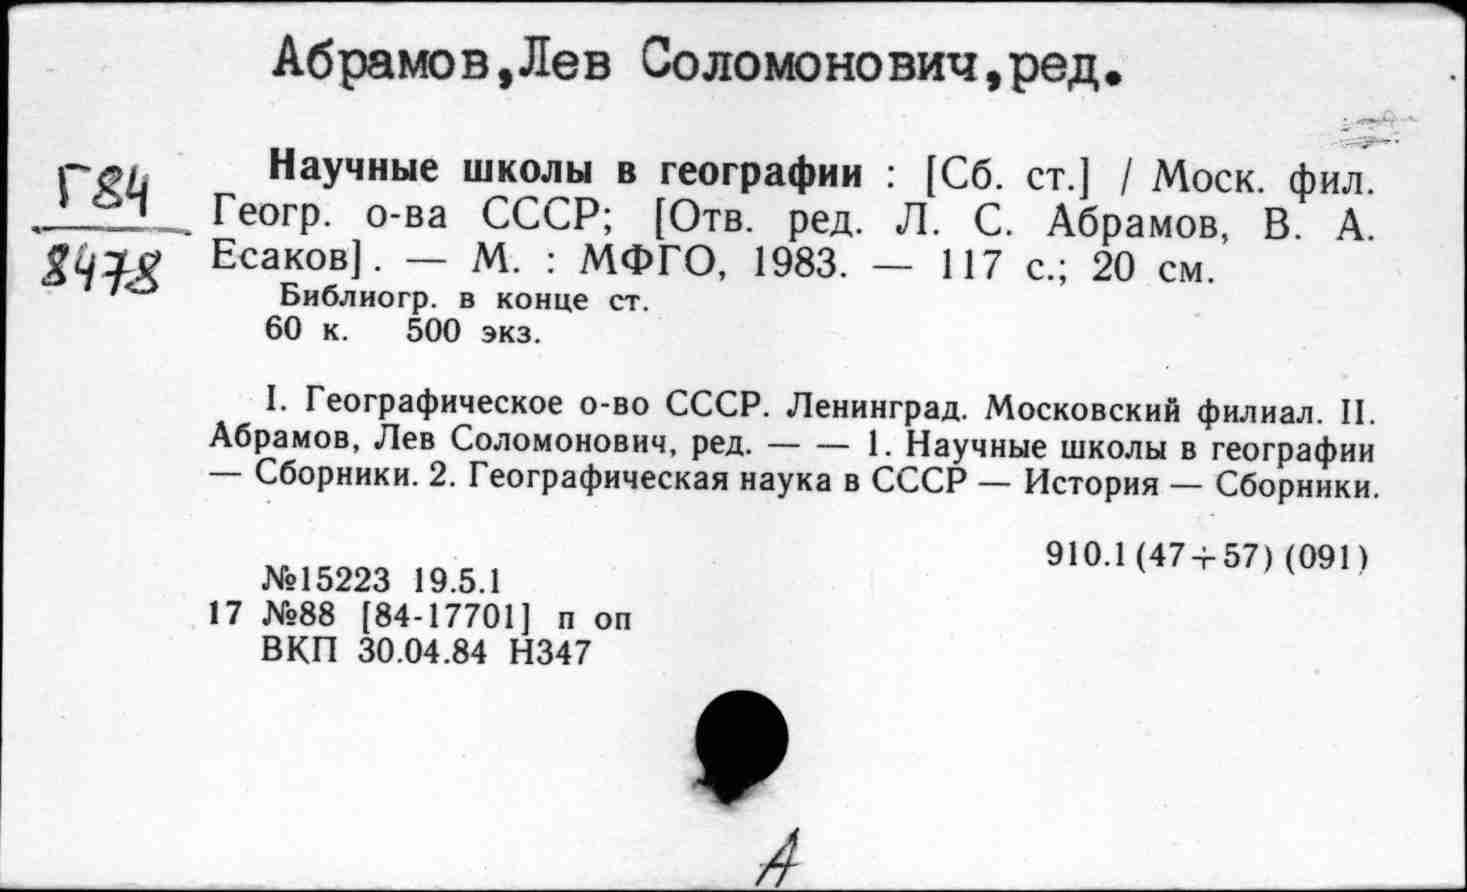 Абрамов,Лев Соломонович,ред.
Г84
8478
Научные школы в географии : [Сб. ст.] / Моск. фил.
Геогр. о-ва СССР; [Отв. ред. Л. С. Абрамов, В. А.
Есаков]. — М. : МФГО, 1983. — 117 с.; 20 см.
Библиогр. в конце ст.
60 к. 500 экз.
I. Географическое о-во СССР. Ленинград. Московский филиал. II.
Абрамов, Лев Соломонович, ред. — — 1. Научные школы в географии
— Сборники. 2. Географическая наука в СССР — История — Сборники.
910.1 (47÷57) (091)
№15223 19.5.1
17 №88 [84-17701] п оп
ВКП 30.04.84 Н347
А